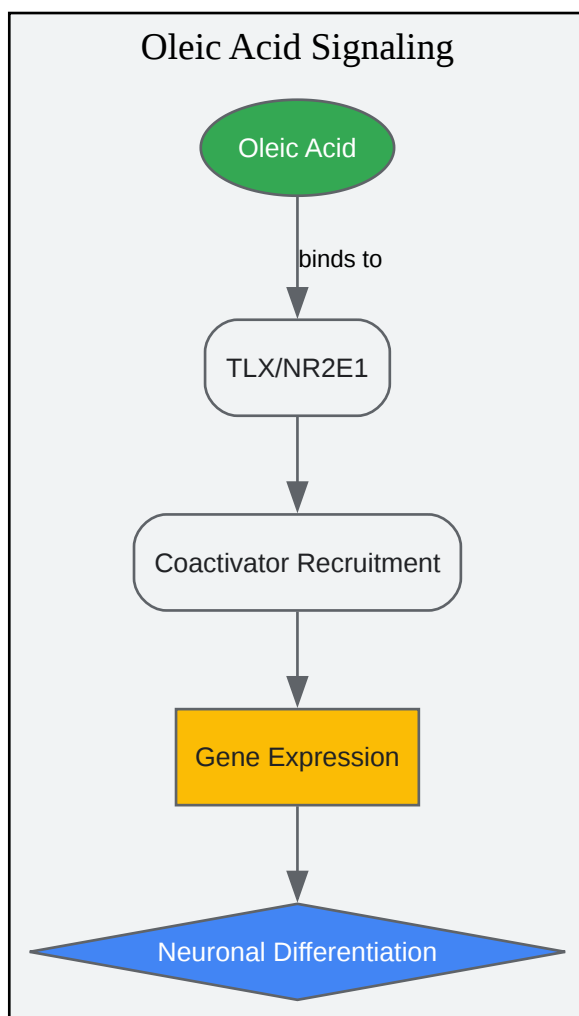 Oleic Acid Signaling
Oleic Acid
binds to
TLX/NR2E1
Coactivator Recruitment
Gene Expression
Neuronal Differentiation